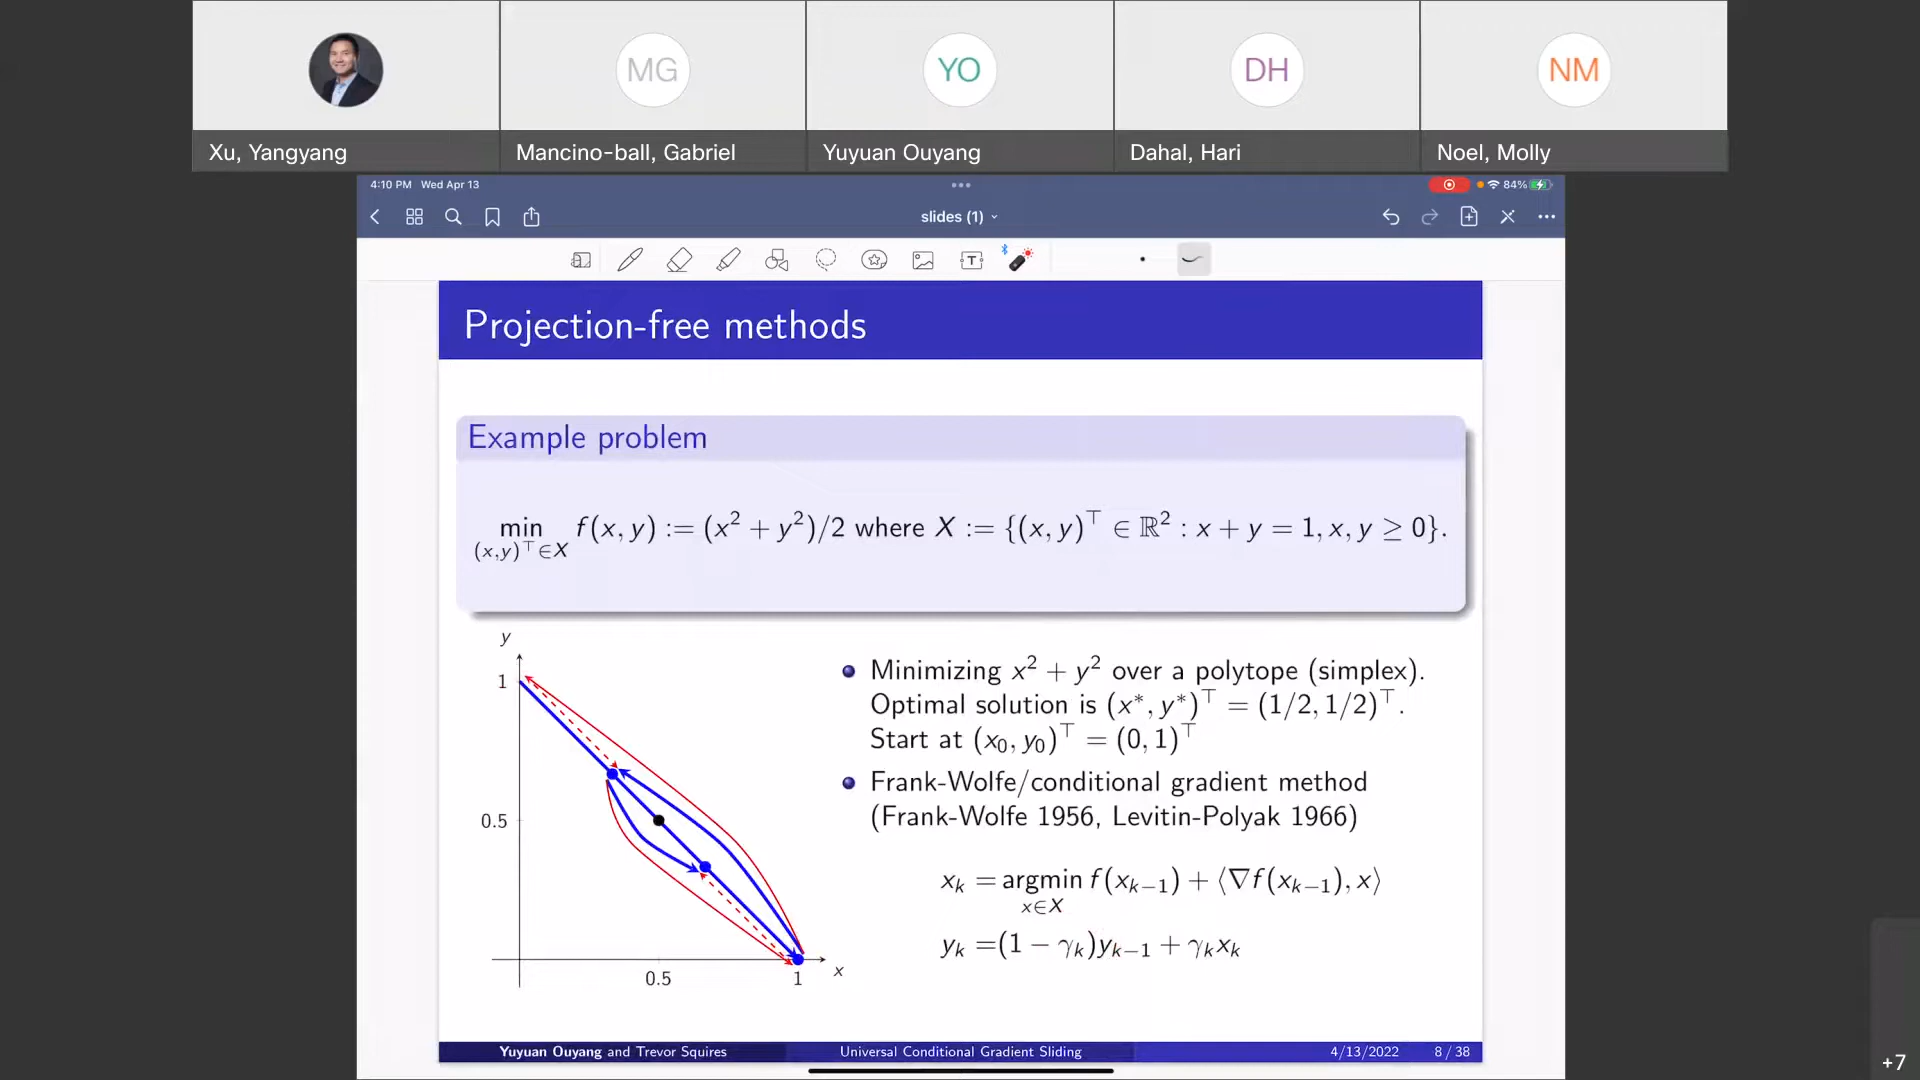 MG
YO
DH
NM
Xu, Yangyang
Mancino-ball, Gabriel
Yuyuan Ouyang
Dahal, Hari
Noel, Molly
4:10 PM Wed Apr 13
84%
slides (1)
T
Projection-free methods
Example problem
min f(x, y) := (x² + y²)/2 where X := {(x, y)^⊤ ∈ ℝ² : x + y = 1, x, y ≥ 0}.
(x,y)^⊤∈X
y
1
0.5
0.5
1
x
Minimizing x² + y² over a polytope (simplex).
Optimal solution is (x*, y*)^⊤ = (1/2, 1/2)^⊤.
Start at (x₀, y₀)^⊤ = (0, 1)^⊤
Frank-Wolfe/conditional gradient method
(Frank-Wolfe 1956, Levitin-Polyak 1966)
xₖ = argmin f(xₖ₋₁) + ⟨∇f(xₖ₋₁), x⟩
x∈X
yₖ =(1 − γₖ)yₖ₋₁ + γₖxₖ
Yuyuan Ouyang and Trevor Squires
Universal Conditional Gradient Sliding
4/13/2022
8 / 38
+7